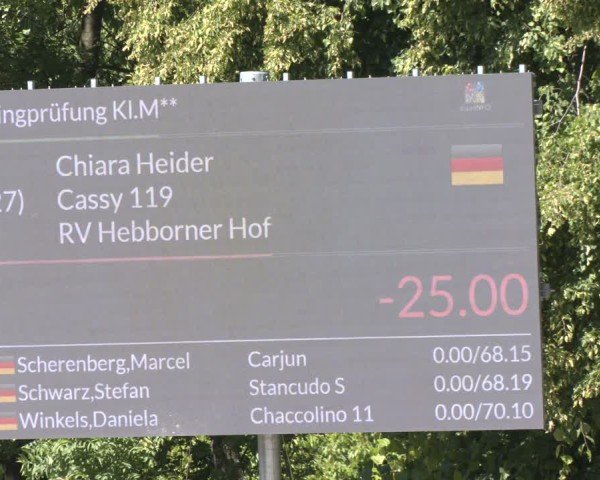 ingprüfung Kl.M**
Chiara Heider
27) Cassy 119
RV Hebborner Hof
-25.00
Scherenberg,Marcel Carjun 0.00/68.15
Schwarz,Stefan Stancudo S 0.00/68.19
Winkels,Daniela Chaccolino 11 0.00/70.10